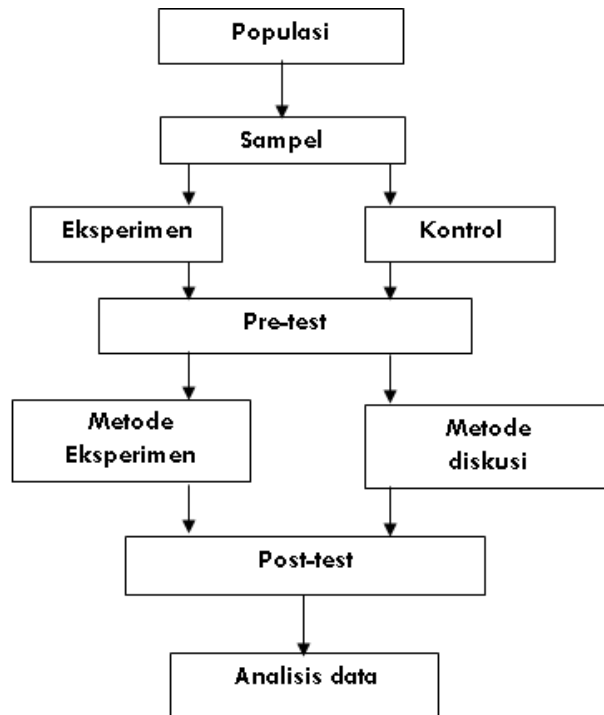 Populasi
Sampel
Eksperimen
Kontrol
Pre-test
Metode
Eksperimen
Metode
diskusi
Post-test
Analisis data